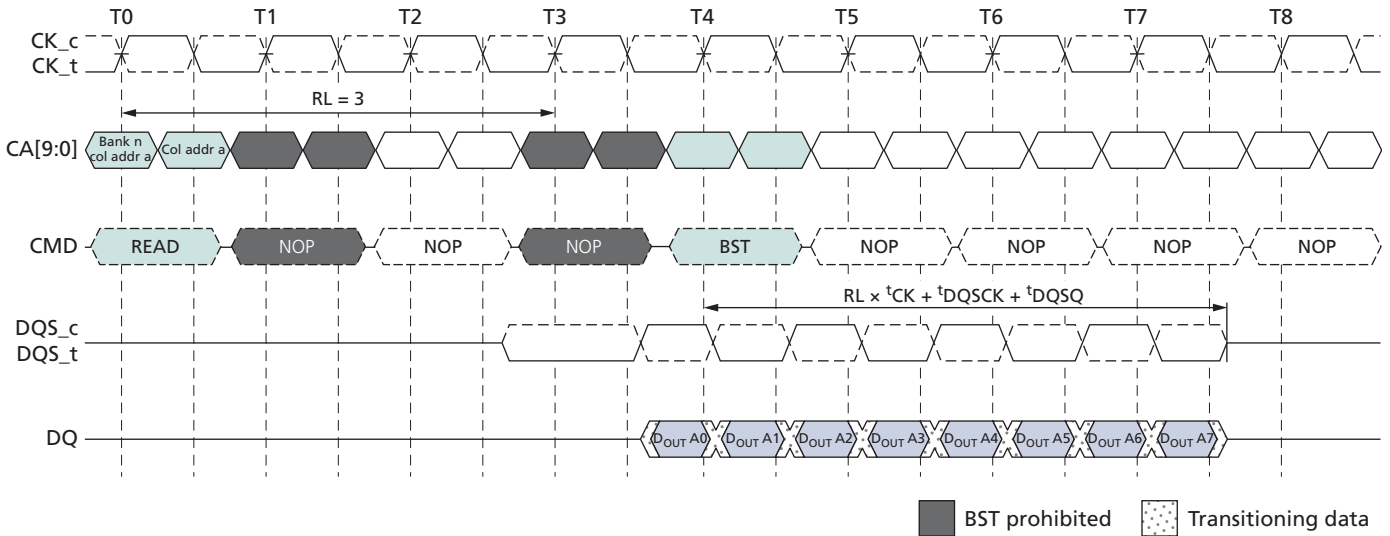 T0 T1 T2 T3 T4 T5 T6 T7 T8
CK_c
CK_t
RL = 3
CA[9:0]
Bank n
col addr a
Col addr a
CMD READ NOP NOP NOP BST NOP NOP NOP NOP
RL × tCK + tDQSCK + tDQSQ
DQS_c
DQS_t
DQ DOUT A0 DOUT A1 DOUT A2 DOUT A3 DOUT A4 DOUT A5 DOUT A6 DOUT A7
BST prohibited Transitioning data